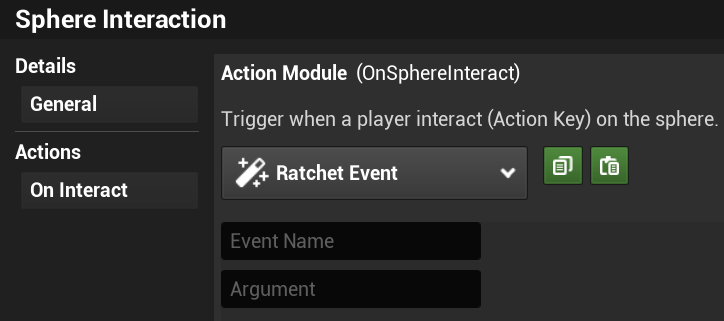 Sphere Interaction
Details
General
Actions
On Interact
Action Module (OnSphereInteract)
Trigger when a player interact (Action Key) on the sphere.
Ratchet Event
Event Name
Argument